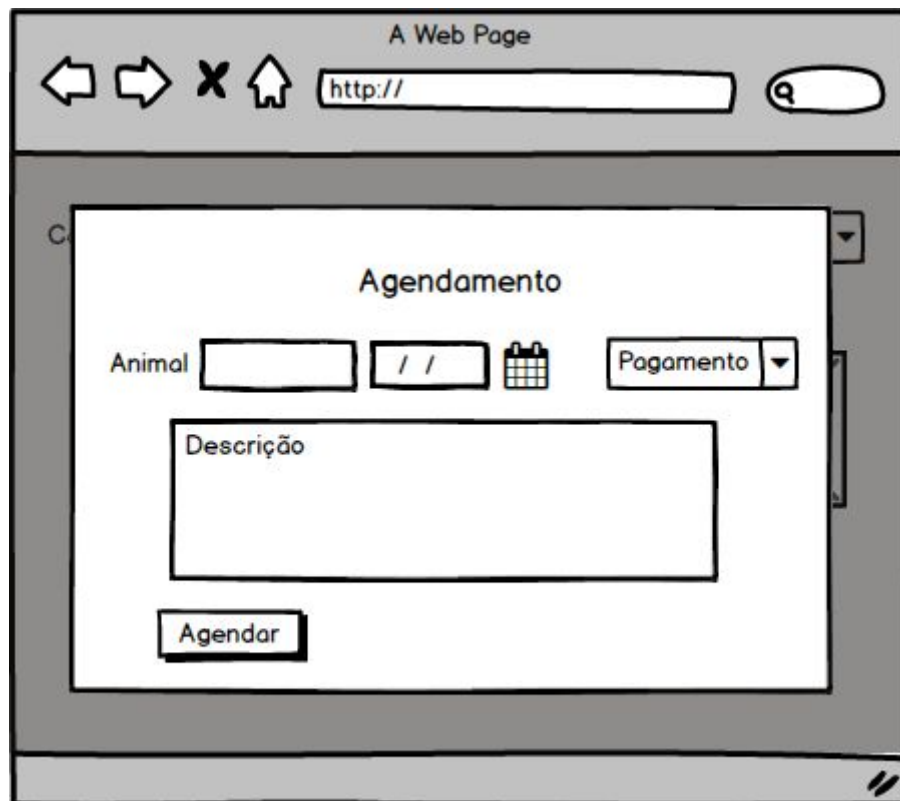 A Web Page
http://
Agendamento
Animal / / Pagamento
Descrição
Agendar